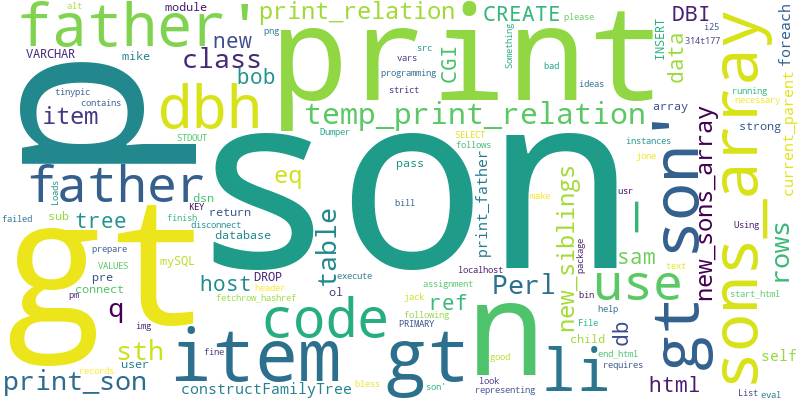 father'
print_relation
alt
module
CREATE
DBI
foreach
VARCHAR
mike
new
class
bob
print
png
vars
src
CGI
programming
strict
Something
please
bad
ideas
INSERT
data
i25
314t177
tinypic
contains
item
g
dbh
STDOUT
temp_print_relation
Dumper
SELECT
follows
array
running
necessary
strong
current_parent
sons_array
son
father
Loads
KEY
eq
pass
bill
print_father
make
instances
jone
son'
new_sons_array
usr
dsn
sub
return
finish
disconnect
database
tree
failed
before
gt
prepare
VALUES
mySQL
pre
connect
pm
img
q
host
DROP
header
fetchrow_hashref
table
execute
ol
localhost
package
new_siblings
_
Using
rows
sam
text
Perl
use
start_html
assignment
jack
following
PRIMARY
ref
n
bin
help
File
db
child
gt
code
sth
user
records
print_son
item
fine
constructFamilyTree
bless
gt
son'
good
look
representing
li
end_html
requires
html
self
List
eval